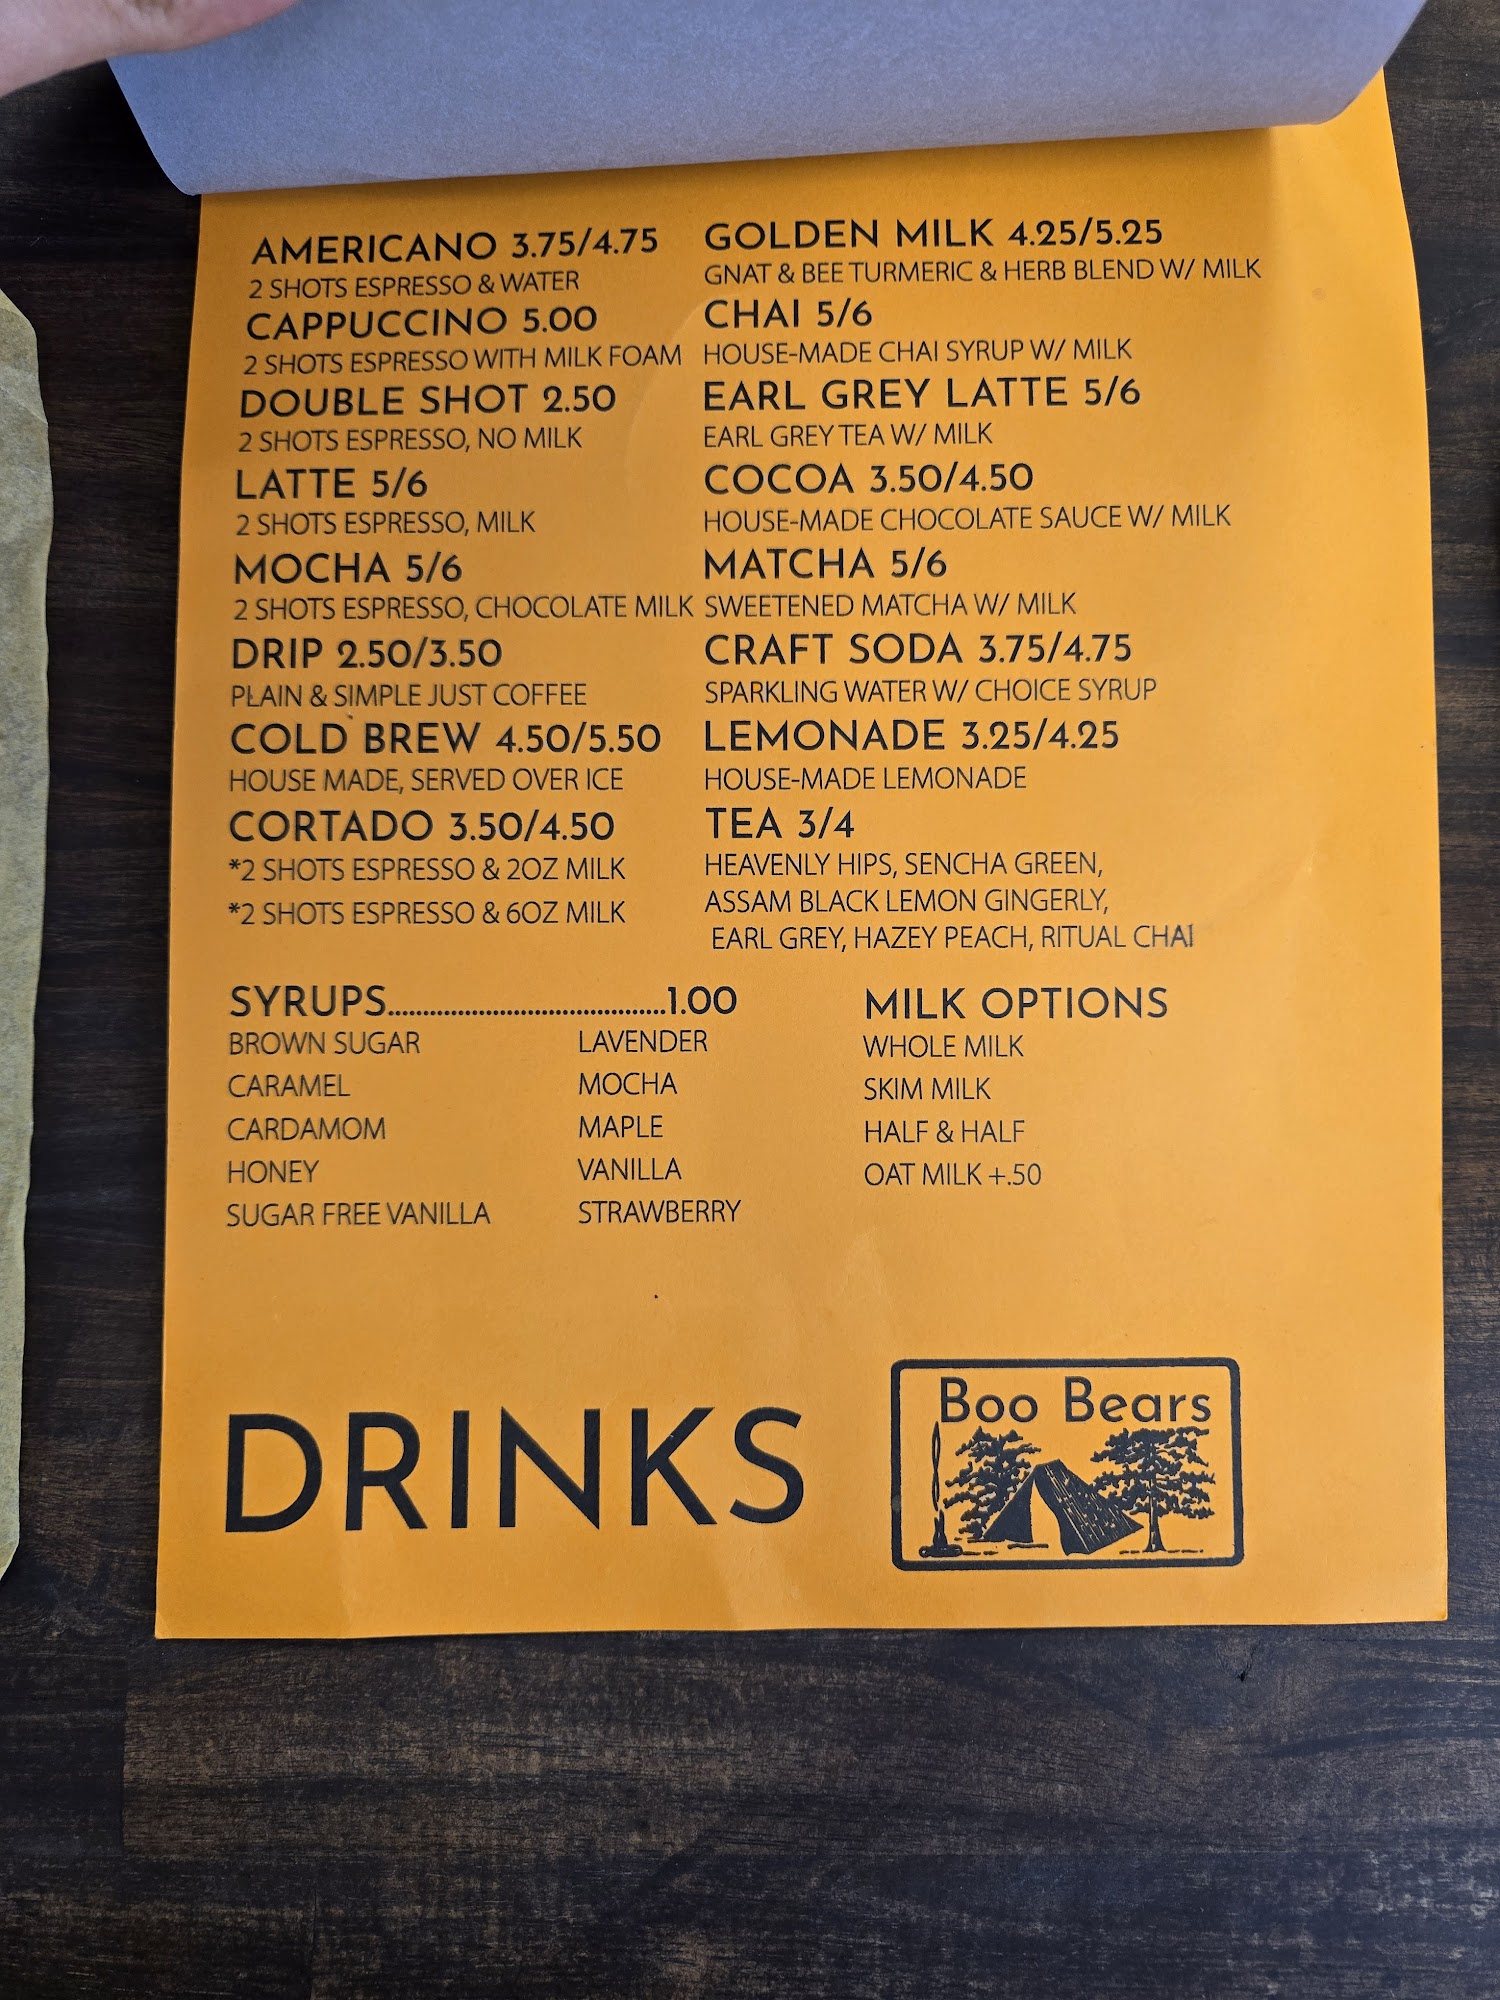 AMERICANO 3.75/4.75
2 SHOTS ESPRESSO & WATER
CAPPUCCINO 5.00
2 SHOTS ESPRESSO WITH MILK FOAM
DOUBLE SHOT 2.50
2 SHOTS ESPRESSO, NO MILK
LATTE 5/6
2 SHOTS ESPRESSO, MILK
MOCHA 5/6
2 SHOTS ESPRESSO, CHOCOLATE MILK
DRIP 2.50/3.50
PLAIN & SIMPLE JUST COFFEE
COLD BREW 4.50/5.50
HOUSE MADE, SERVED OVER ICE
CORTADO 3.50/4.50
*2 SHOTS ESPRESSO & 2OZ MILK
*2 SHOTS ESPRESSO & 6OZ MILK
GOLDEN MILK 4.25/5.25
GNAT & BEE TURMERIC & HERB BLEND W/ MILK
CHAI 5/6
HOUSE-MADE CHAI SYRUP W/ MILK
EARL GREY LATTE 5/6
EARL GREY TEA W/ MILK
COCOA 3.50/4.50
HOUSE-MADE CHOCOLATE SAUCE W/ MILK
MATCHA 5/6
SWEETENED MATCHA W/ MILK
CRAFT SODA 3.75/4.75
SPARKLING WATER W/ CHOICE SYRUP
LEMONADE 3.25/4.25
HOUSE-MADE LEMONADE
TEA 3/4
HEAVENLY HIPS, SENCHA GREEN,
ASSAM BLACK LEMON GINGERLY,
EARL GREY, HAZEY PEACH, RITUAL CHAI
SYRUPS........................................1.00
BROWN SUGAR
CARAMEL
CARDAMOM
HONEY
SUGAR FREE VANILLA
LAVENDER
MOCHA
MAPLE
VANILLA
STRAWBERRY
MILK OPTIONS
WHOLE MILK
SKIM MILK
HALF & HALF
OAT MILK +.50
DRINKS
Boo Bears